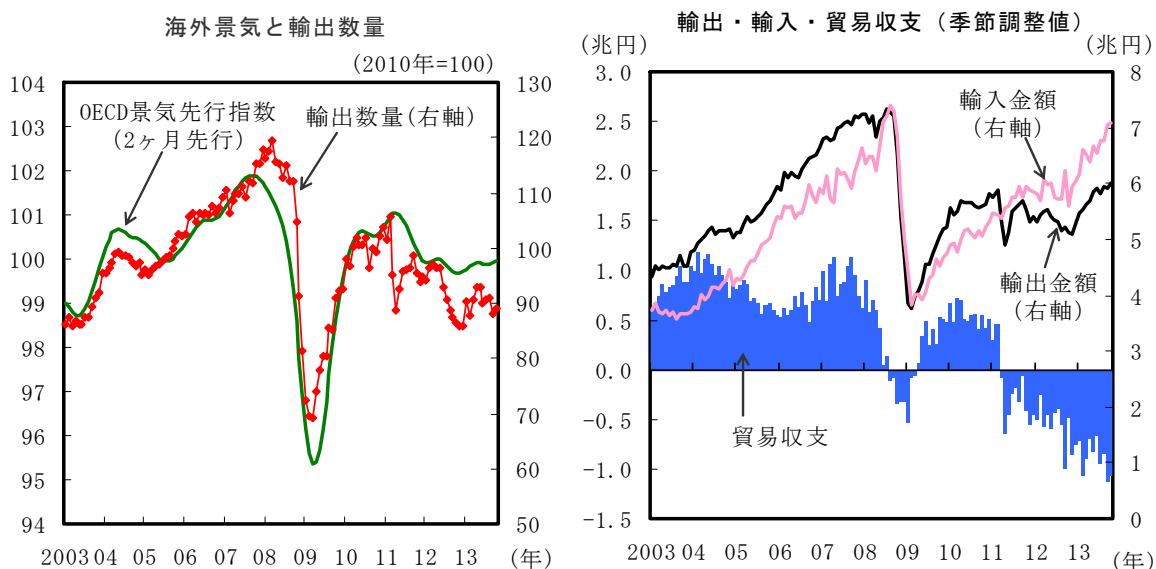 海外景気と輸出数量
(2010年=100)
104
103
102
101
100
99
98
97
96
95
94
130
120
110
100
90
80
70
60
50
OECD景気先行指数
(2ヶ月先行)
輸出数量(右軸)
2003 04 05 06 07 08 09 10 11 12 13
(年)
輸出・輸入・貿易収支（季節調整値）
(兆円)
(兆円)
3.0
2.5
2.0
1.5
1.0
0.5
0.0
-0.5
-1.0
-1.5
8
7
6
5
4
3
2
1
0
輸入金額
(右軸)
輸出金額
(右軸)
貿易収支
2003 04 05 06 07 08 09 10 11 12 13
(年)